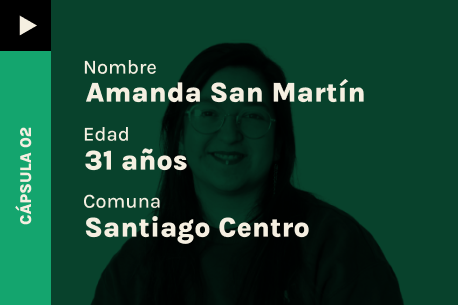 CÁPSULA 02
Nombre
Amanda San Martín
Edad
31 años
Comuna
Santiago Centro